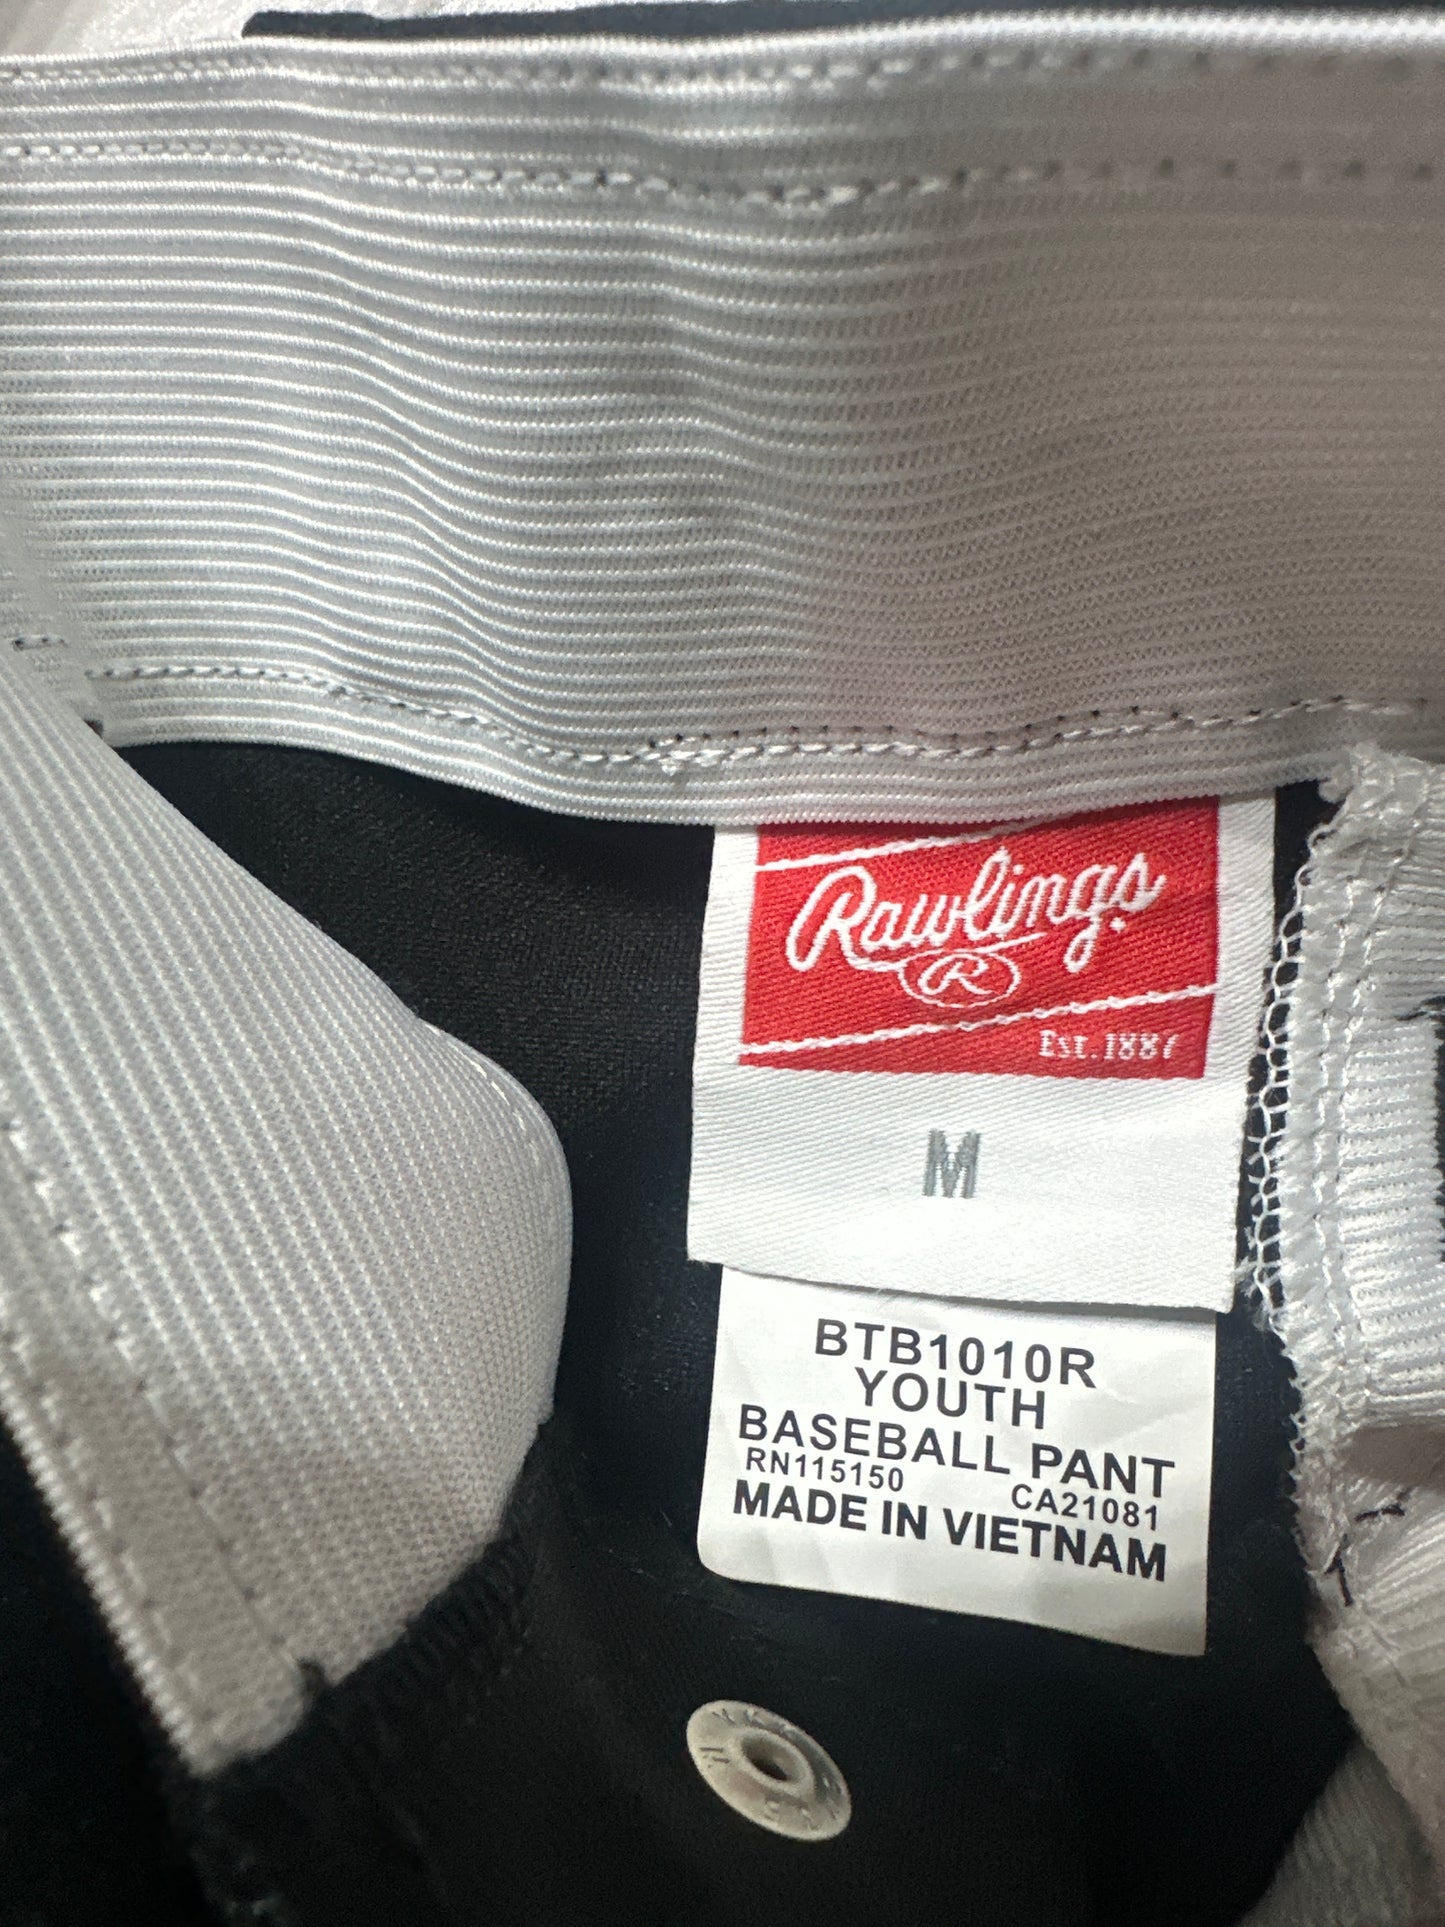 Rawlings
R
Est. 1887
M
BTB1010R
YOUTH
BASEBALL PANT
RN115150 CA21081
MADE IN VIETNAM